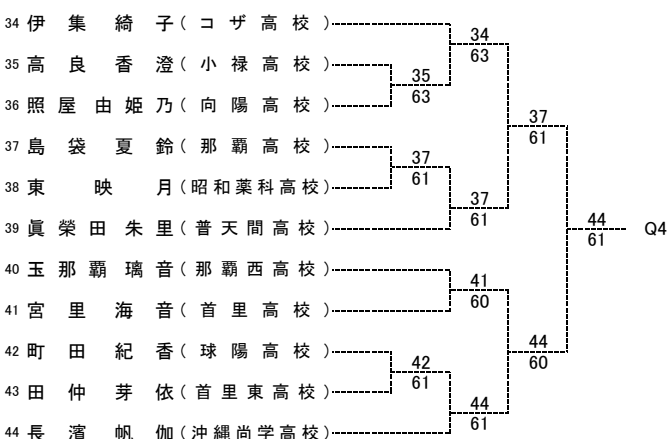 34 伊集綺子(コザ高校)
34
63
35 高良香澄(小禄高校)
35
63
36 照屋由姫乃(向陽高校)
37
61
37 島袋夏鈴(那覇高校)
37
61
38 東映月(昭和薬科高校)
37
61
39 眞榮田朱里(普天間高校)
44
61
Q4
40 玉那覇璃音(那覇西高校)
41
60
41 宮里海音(首里高校)
44
60
42 町田紀香(球陽高校)
42
61
43 田仲芽依(首里東高校)
44
61
44 長濱帆伽(沖縄尚学高校)